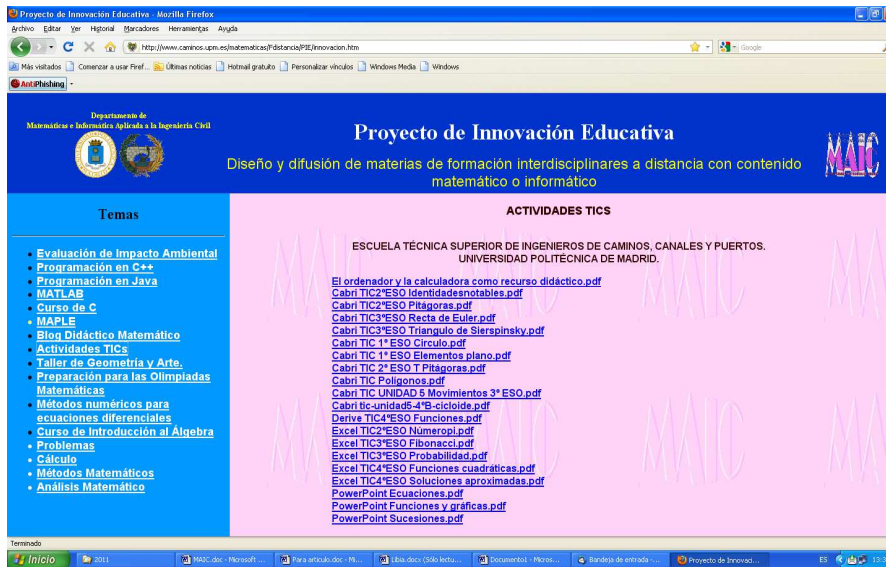 Proyecto de Innovación Educativa - Mozilla Firefox
Archivo Editar Ver Historial Marcadores Herramientas Ayuda
http://www.caminos.upm.es/matematicas/Fdistancia/PIE/innovacion.htm
Google
Más visitados Comenzar a usar Firef... Últimas noticias Hotmail gratuito Personalizar vínculos Windows Media Windows
AntiPhishing
Departamento de
Matemáticas e Informática Aplicada a la Ingeniería Civil
Proyecto de Innovación Educativa
Diseño y difusión de materias de formación interdisciplinares a distancia con contenido
matemático o informático
MAIC
Temas
Evaluación de Impacto Ambiental
Programación en C++
Programación en Java
MATLAB
Curso de C
MAPLE
Blog Didáctico Matemático
Actividades TICs
Taller de Geometría y Arte.
Preparación para las Olimpiadas
Matemáticas
Métodos numéricos para
ecuaciones diferenciales
Curso de Introducción al Álgebra
Problemas
Cálculo
Métodos Matemáticos
Análisis Matemático
ACTIVIDADES TICS
ESCUELA TÉCNICA SUPERIOR DE INGENIEROS DE CAMINOS, CANALES Y PUERTOS.
UNIVERSIDAD POLITÉCNICA DE MADRID.
El ordenador y la calculadora como recurso didáctico.pdf
Cabri TIC2ºESO Identidadesnotables.pdf
Cabri TIC2ºESO Pitágoras.pdf
Cabri TIC3ºESO Recta de Euler.pdf
Cabri TIC3ºESO Triangulo de Sierspinsky.pdf
Cabri TIC 1º ESO Circulo.pdf
Cabri TIC 1º ESO Elementos plano.pdf
Cabri TIC 2º ESO T Pitágoras.pdf
Cabri TIC Poligonos.pdf
Cabri TIC UNIDAD 5 Movimientos 3º ESO.pdf
Cabri tic-unidad5-4ºB-cicloide.pdf
Derive TIC4ºESO Funciones.pdf
Excel TIC2ºESO Númeropi.pdf
Excel TIC3ºESO Fibonacci.pdf
Excel TIC3ºESO Probabilidad.pdf
Excel TIC4ºESO Funciones cuadráticas.pdf
Excel TIC4ºESO Soluciones aproximadas.pdf
PowerPoint Ecuaciones.pdf
PowerPoint Funciones y gráficas.pdf
PowerPoint Sucesiones.pdf
Terminado
Inicio 2011 MAIC.doc - Microsoft ... Para articulo.doc - Mi... Libia.docx (Sólo lectu... Documento1 - Micros... Bandeja de entrada -... Proyecto de Innovaci... ES